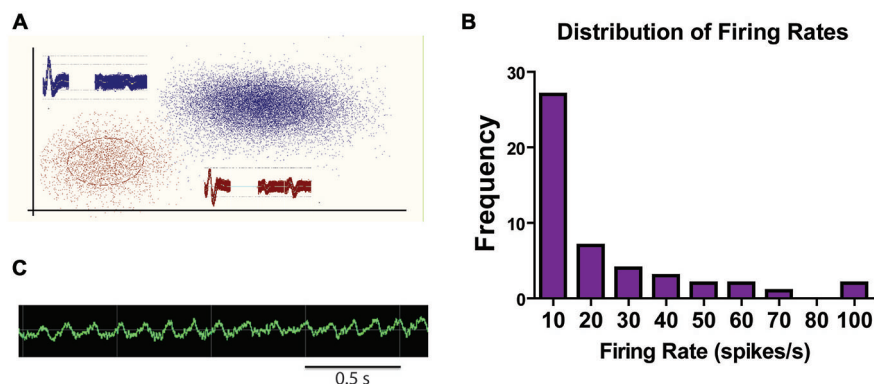 A
B
Distribution of Firing Rates
30
20
10
0
Frequency
10 20 30 40 50 60 70 80 100
Firing Rate (spikes/s)
C
0.5 s